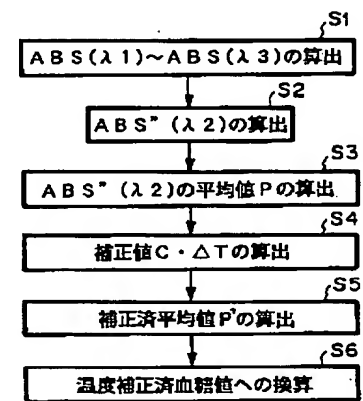 S1
ABS(λ1)～ABS(λ3)の算出
S2
ABS"(λ2)の算出
S3
ABS"(λ2)の平均値Pの算出
S4
補正値C・△Tの算出
S5
補正済平均値P'の算出
S6
温度補正済血糖値への換算